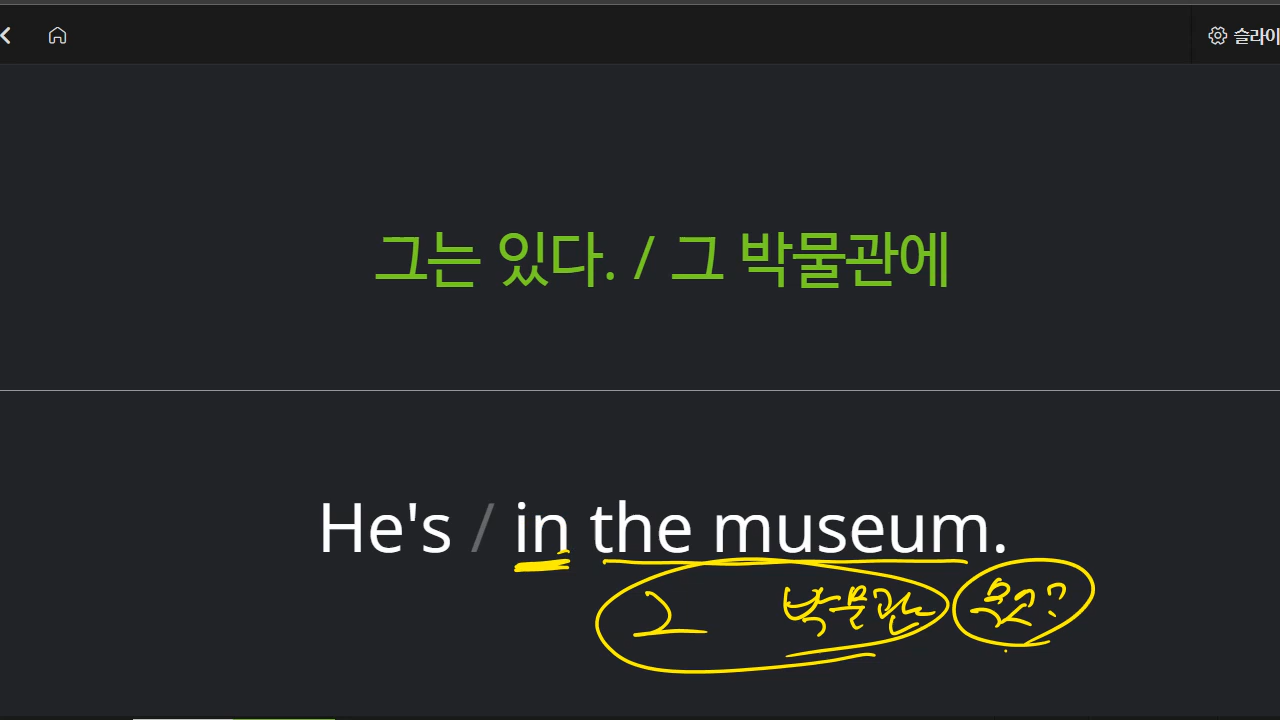 슬라이
그는 있다. / 그 박물관에
He's / in the museum.
그 박물관